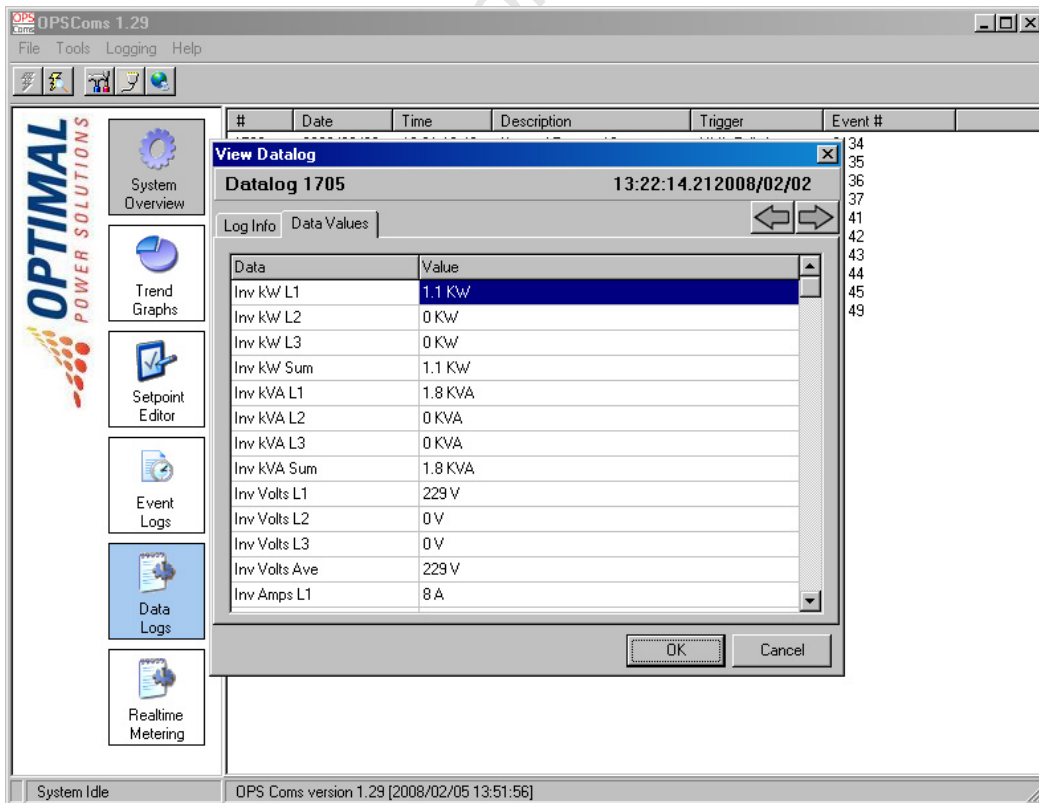 OPSComs 1.29
File Tools Logging Help
OPTIMAL
POWER SOLUTIONS
System
Overview
Trend
Graphs
Setpoint
Editor
Event
Logs
Data
Logs
Realtime
Metering
# Date Time Description Trigger Event #
34
35
36
37
41
42
43
44
45
49
View Datalog
Datalog 1705 13:22:14.212008/02/02
Log Info Data Values
Data Value
Inv kW L1 1.1 KW
Inv kW L2 0 KW
Inv kW L3 0 KW
Inv kW Sum 1.1 KW
Inv kVA L1 1.8 KVA
Inv kVA L2 0 KVA
Inv kVA L3 0 KVA
Inv kVA Sum 1.8 KVA
Inv Volts L1 229 V
Inv Volts L2 0 V
Inv Volts L3 0 V
Inv Volts Ave 229 V
Inv Amps L1 8 A
OK Cancel
System Idle OPS Coms version 1.29 [2008/02/05 13:51:56]